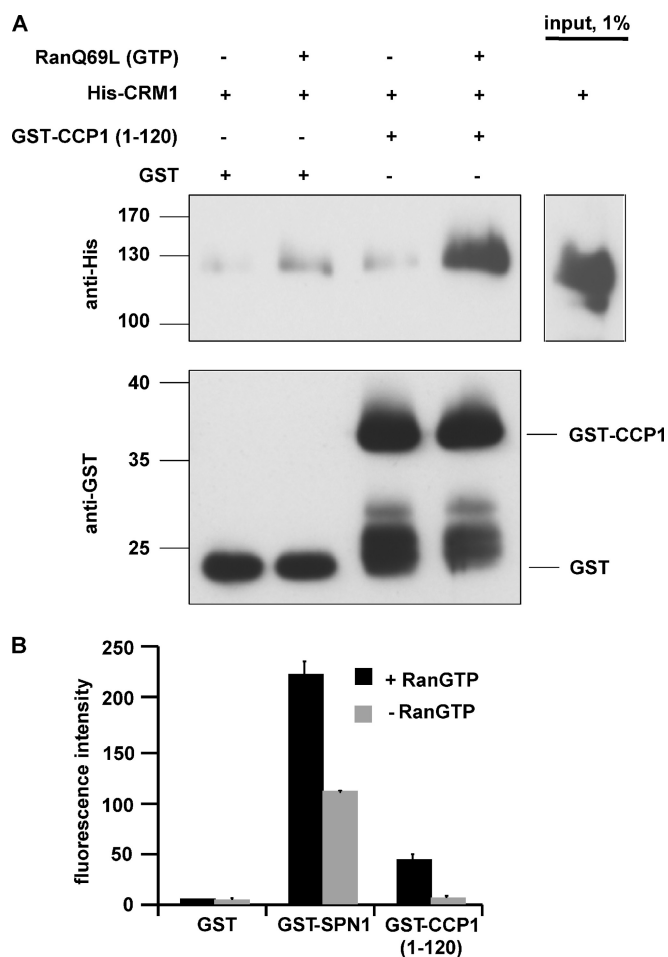 A
input, 1%
RanQ69L (GTP) - + - +
His-CRM1 + + + + +
GST-CCP1 (1-120) - - + +
GST + + - -
anti-His
170
130
100
anti-GST
40
35
25
GST-CCP1
GST
B
fluorescence intensity
250
200
150
100
50
0
+ RanGTP
- RanGTP
GST GST-SPN1 GST-CCP1
(1-120)